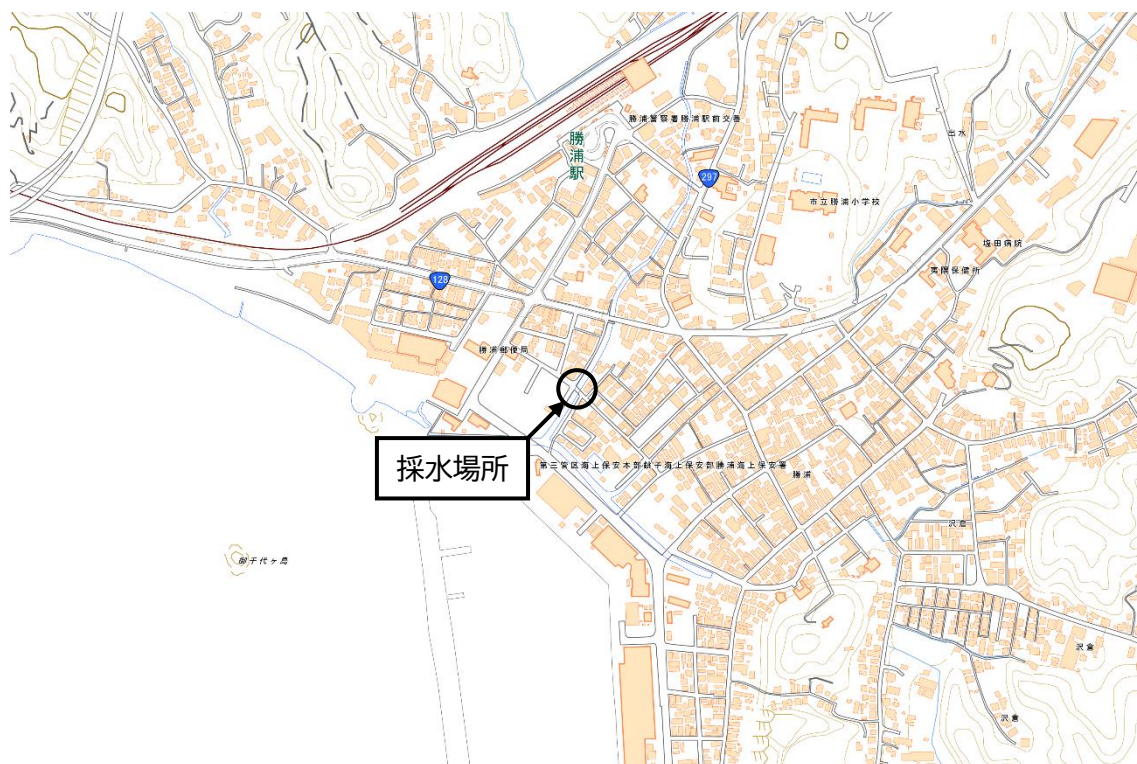 勝浦警察署勝浦駅前交番
勝浦駅
出水
297
市立勝浦小学校
塩田病院
夷隅保健所
128
勝浦郵便局
採水場所
第三管区海上保安本部銚子海上保安部勝浦海上保安署
勝浦
沢倉
御千代ヶ島
沢倉
沢倉